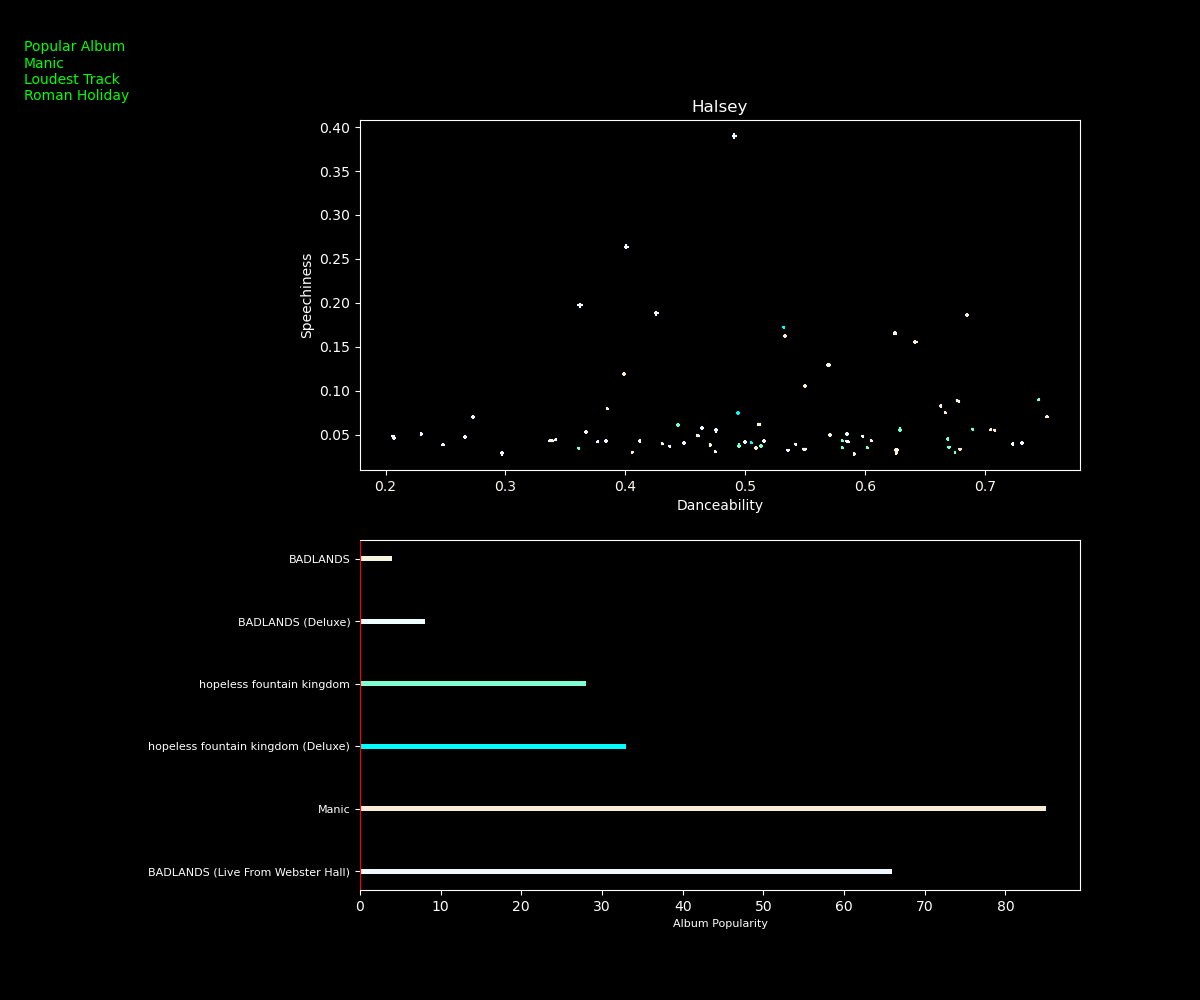 Popular Album
Manic
Loudest Track
Roman Holiday
Halsey
0.40
0.35
0.30
0.25
0.20
0.15
0.10
0.05
Speechiness
0.2 0.3 0.4 0.5 0.6 0.7
Danceability
BADLANDS
BADLANDS (Deluxe)
hopeless fountain kingdom
hopeless fountain kingdom (Deluxe)
Manic
BADLANDS (Live From Webster Hall)
0 10 20 30 40 50 60 70 80
Album Popularity